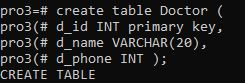 pro3=# create table Doctor (
pro3(# d_id INT primary key,
pro3(# d_name VARCHAR(20),
pro3(# d_phone INT );
CREATE TABLE